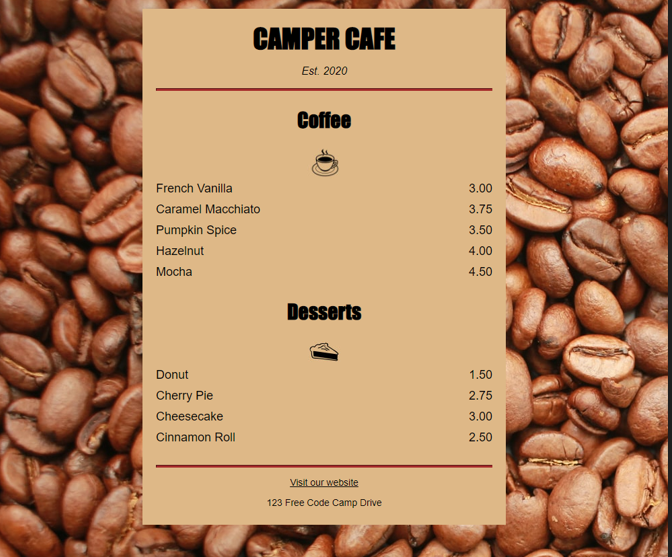 CAMPER CAFE
Est. 2020
Coffee
French Vanilla 3.00
Caramel Macchiato 3.75
Pumpkin Spice 3.50
Hazelnut 4.00
Mocha 4.50
Desserts
Donut 1.50
Cherry Pie 2.75
Cheesecake 3.00
Cinnamon Roll 2.50
Visit our website
123 Free Code Camp Drive